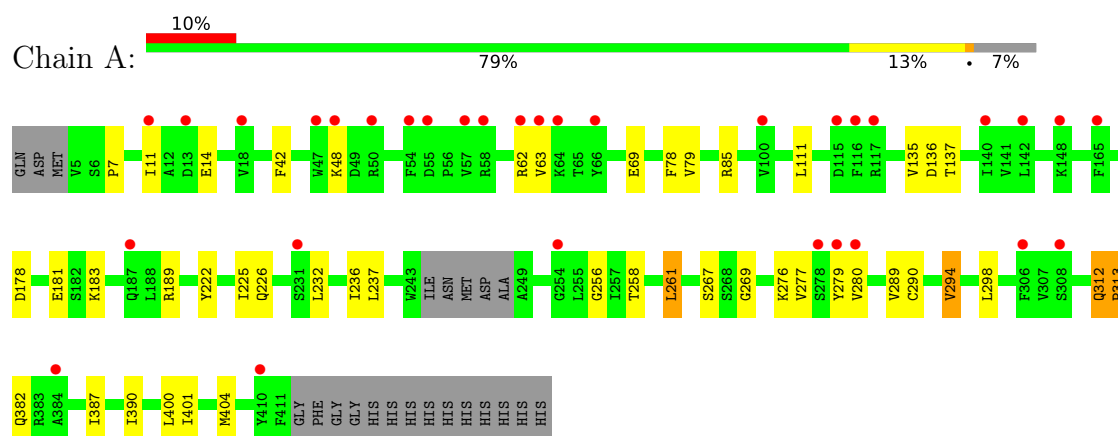 10%
Chain A:
79% 13% • 7%
GLN ASP MET V5 S6 P7 I11 A12 D13 E14 V18 F42 W47 K48 D49 R50 F54 D55 P56 V57 R58 R62 V63 K64 T65 Y66 E69 F78 V79 R85 V100 L111 D115 F116 R117 V135 D136 T137 I140 V141 L142 K148 F165
D178 E181 S182 K183 Q187 L188 R189 Y222 I225 Q226 S231 L232 I236 L237 W243 ILE ASN MET ASP ALA A249 G254 L255 G256 I257 T258 L261 S267 S268 G269 K276 V277 S278 Y279 V280 V289 C290 V294 L298 F306 V307 S308 Q312
Q382 R383 A384 I387 I390 L400 I401 M404 Y410 F411 GLY PHE GLY GLY HIS HIS HIS HIS HIS HIS HIS HIS HIS HIS